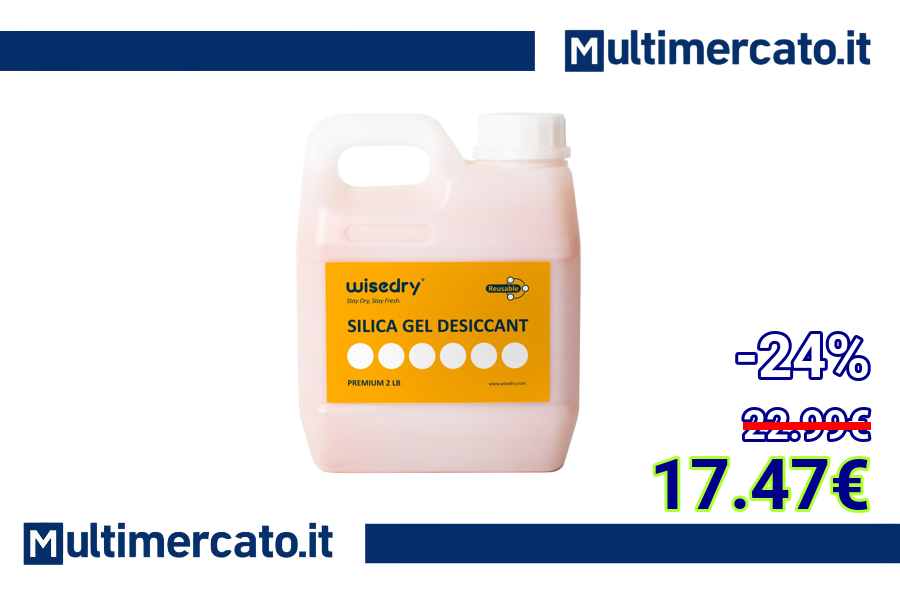 Multimercato.it
wisedry®
Stay Dry, Stay Fresh.
Reusable
SILICA GEL DESICCANT
PREMIUM 2 LB
www.wisedry.com
-24%
22.99€
17.47€
Multimercato.it